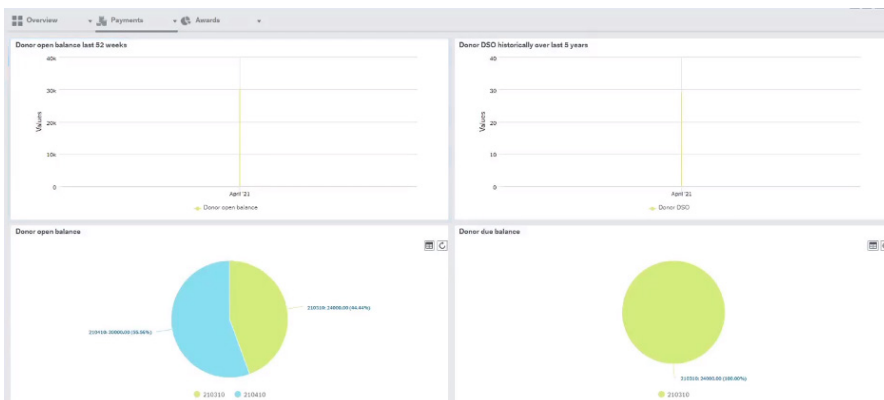 Overview
Payments
Awards
Donor open balance last 52 weeks
40k
30k
20k
10k
0
Values
April '21
Donor open balance
Donor DSO historically over last 5 years
40
30
20
10
0
Values
April '21
Donor DSO
Donor open balance
210310: 24000.00 (44.44%)
210410: 30000.00 (55.56%)
210310 210410
Donor due balance
210310: 24000.00 (100.00%)
210310